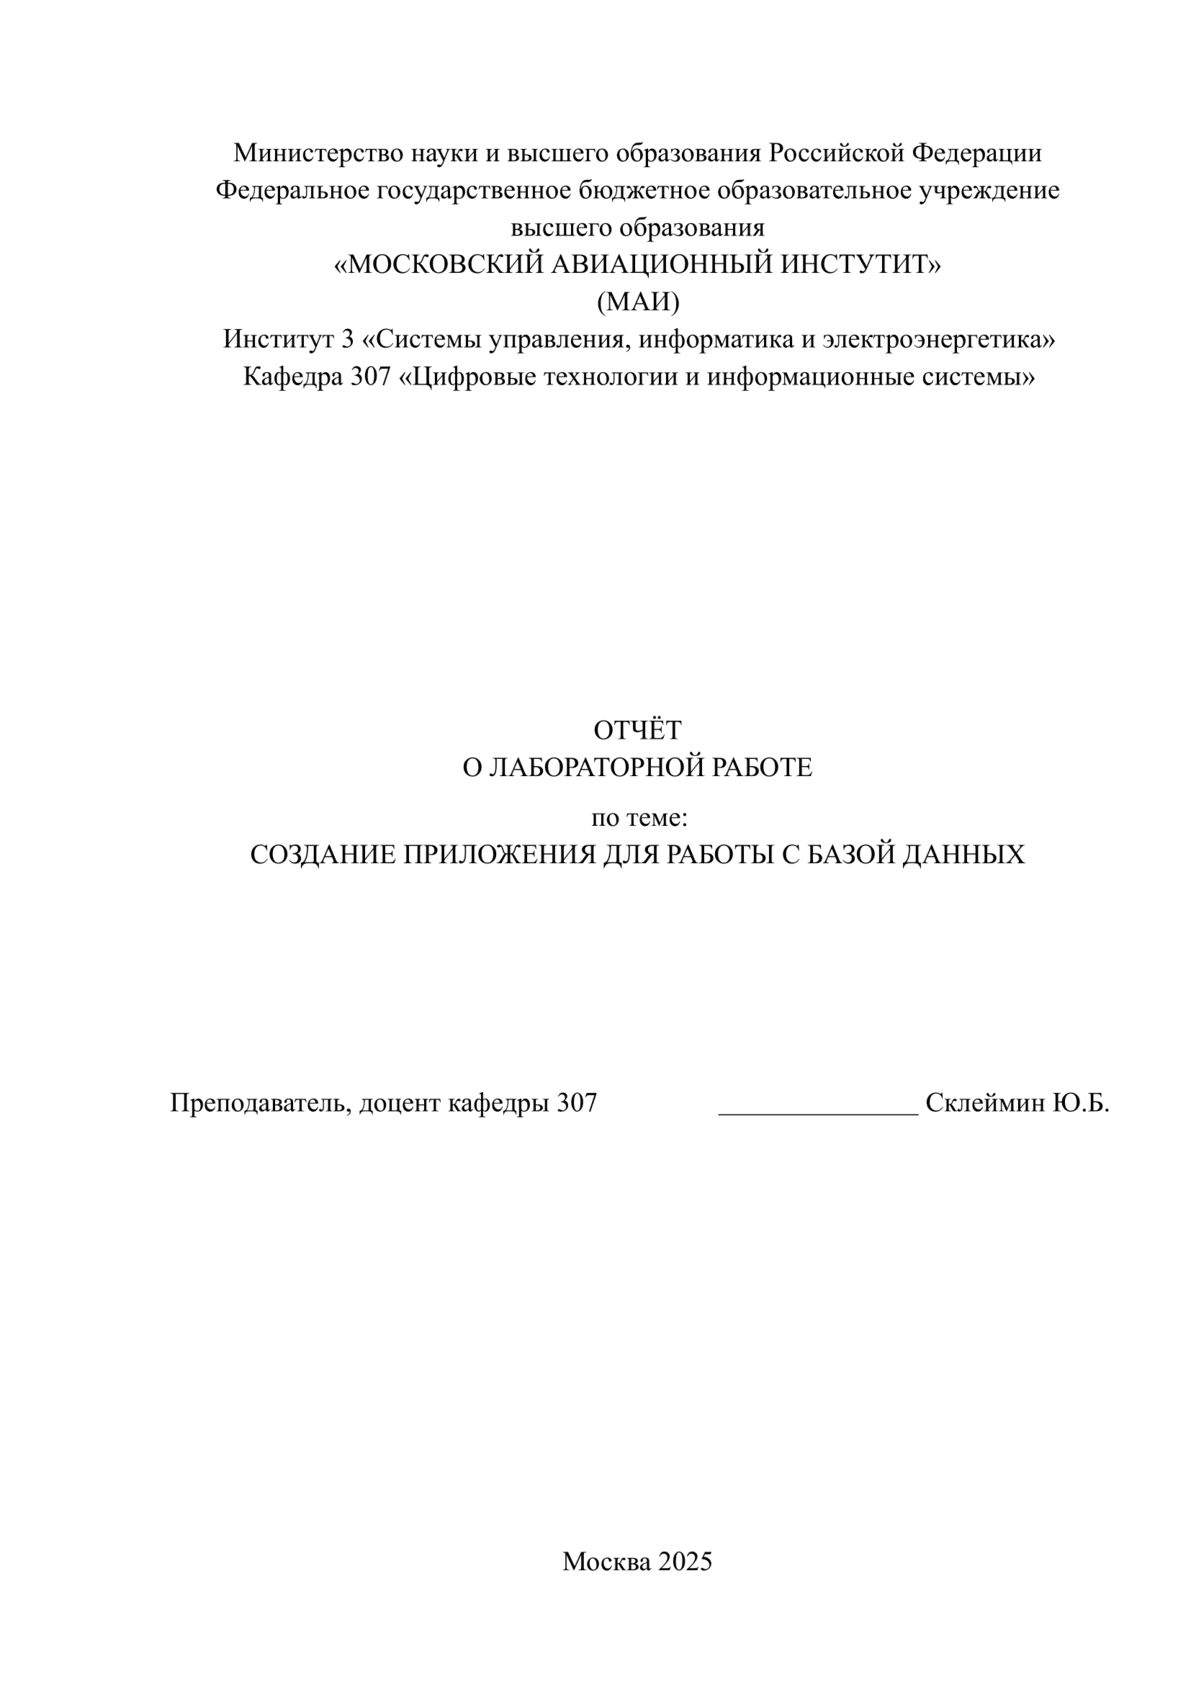 Министерство науки и высшего образования Российской Федерации
Федеральное государственное бюджетное образовательное учреждение
высшего образования
«МОСКОВСКИЙ АВИАЦИОННЫЙ ИНСТУТИТ»
(МАИ)
Институт 3 «Системы управления, информатика и электроэнергетика»
Кафедра 307 «Цифровые технологии и информационные системы»
ОТЧЁТ
О ЛАБОРАТОРНОЙ РАБОТЕ
по теме:
СОЗДАНИЕ ПРИЛОЖЕНИЯ ДЛЯ РАБОТЫ С БАЗОЙ ДАННЫХ
Преподаватель, доцент кафедры 307 _______________ Склеймин Ю.Б.
Москва 2025